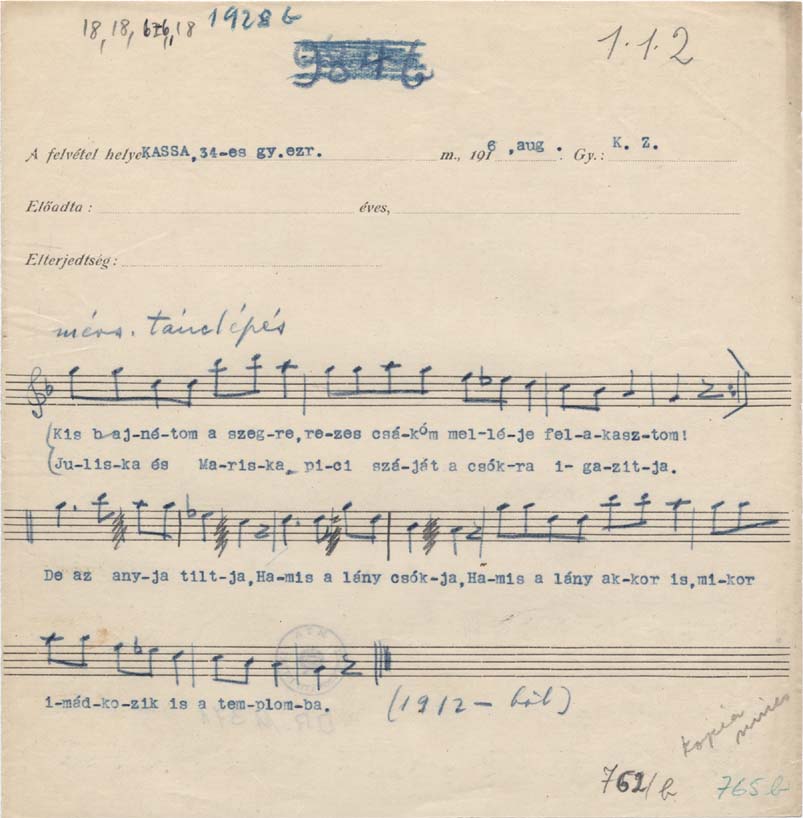 18, 18, 6+6, 18 1928 b 1.1.2
A felvétel helye KASSA, 34-es gy.ezr. m., 1916, aug. Gy.: K. Z.
Előadta: éves,
Elterjedtség:
mérs. tánclépés
Kis baj-né-tom a szeg-re, re-zes csá-kóm mel-lé-je fel-a-kasz-tom!
Ju-lis-ka és Ma-ris-ka, pi-ci szá-ját a csók-ra i- ga-zit-ja.
De az any-ja tilt-ja, Ha-mis a lány csók-ja, Ha-mis a lány ak-kor is, mi-kor
i-mád-ko-zik is a tem-plom-ba. (1912-ből)
kopia
nincs
762/b 765 b